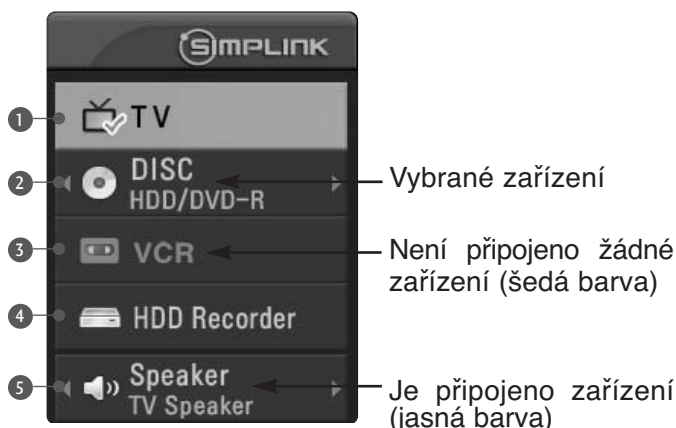 SIMPLINK
1 TV
2 DISC
HDD/DVD-R
Vybrané zařízení
3 VCR
Není připojeno žádné
zařízení (šedá barva)
4 HDD Recorder
5 Speaker
TV Speaker
Je připojeno zařízení
(jasná barva)